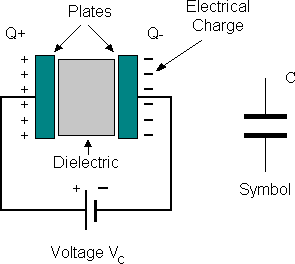 Electrical
Charge
Plates
Q+
Q-
+ −
+ −
+ −
+ −
+ −
+ −
C
Dielectric
+ −
Symbol
Voltage VC